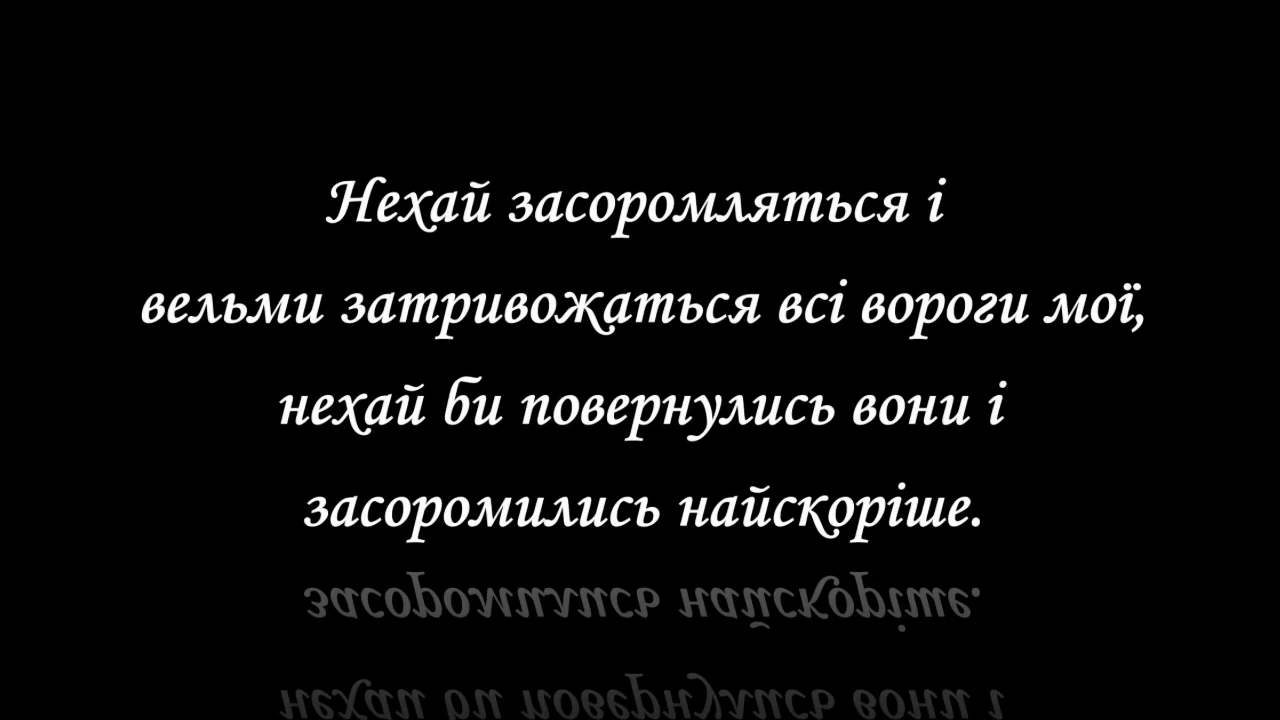 Нехай засоромляться і
вельми затривожаться всі вороги мої,
нехай би повернулись вони і
засоромились найскоріше.